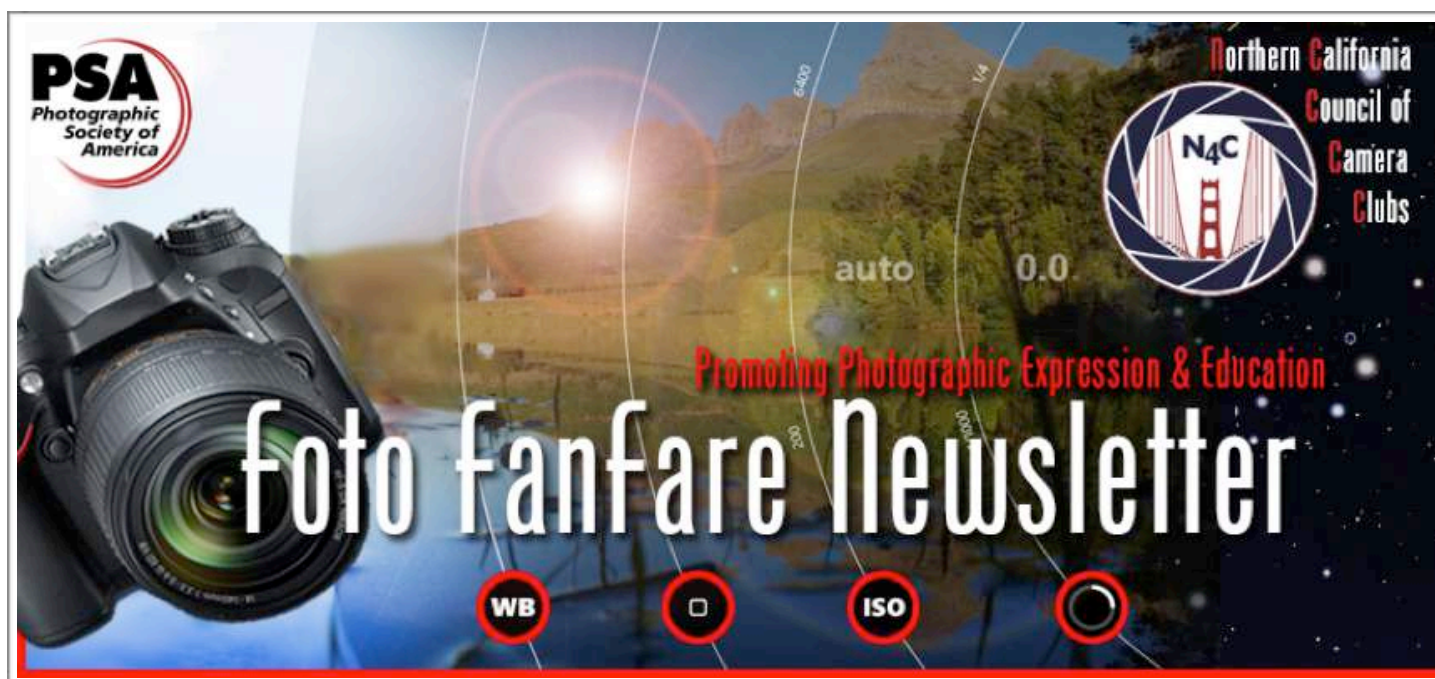 PSA
Photographic
Society of
America
Northern California
Council of
Camera
Clubs
N4C
6400
1/4
auto
0.0
Promoting Photographic Expression & Education
Foto Fanfare Newsletter
200
WB
ISO